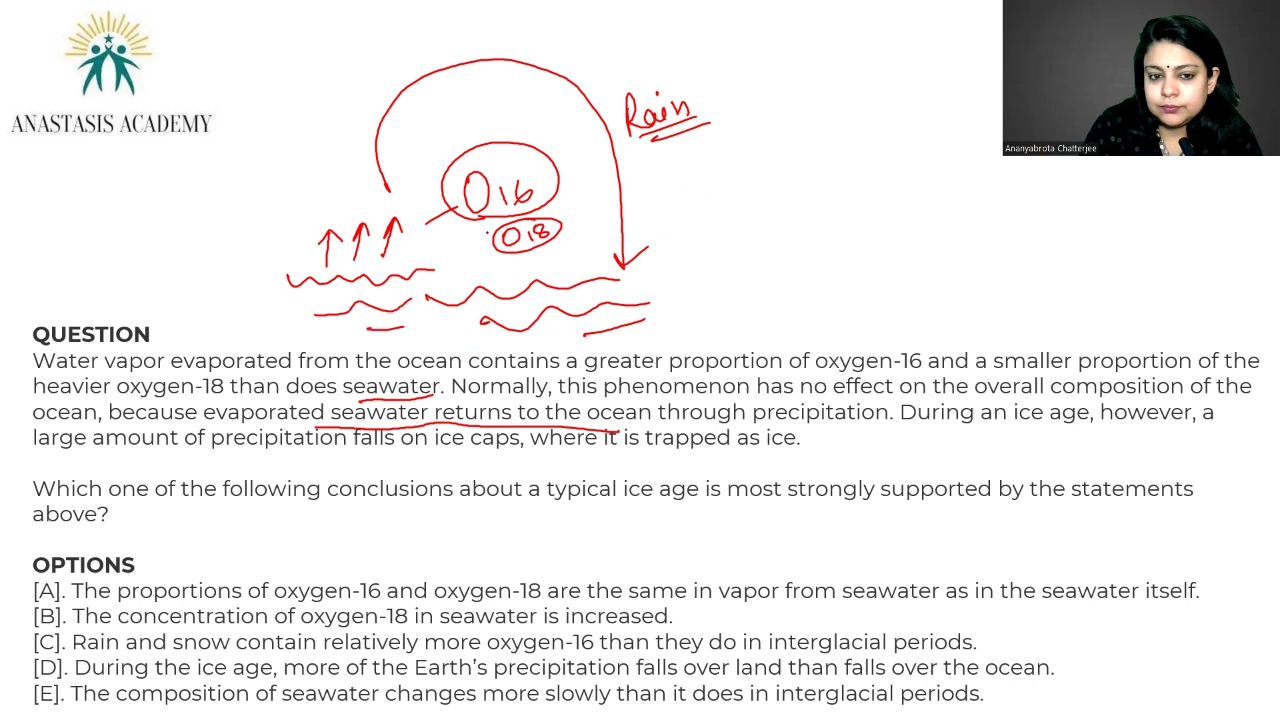 ANASTASIS ACADEMY
Rain
O16
O18
Ananyabrota Chatterjee
QUESTION
Water vapor evaporated from the ocean contains a greater proportion of oxygen-16 and a smaller proportion of the
heavier oxygen-18 than does seawater. Normally, this phenomenon has no effect on the overall composition of the
ocean, because evaporated seawater returns to the ocean through precipitation. During an ice age, however, a
large amount of precipitation falls on ice caps, where it is trapped as ice.
Which one of the following conclusions about a typical ice age is most strongly supported by the statements
above?
OPTIONS
[A]. The proportions of oxygen-16 and oxygen-18 are the same in vapor from seawater as in the seawater itself.
[B]. The concentration of oxygen-18 in seawater is increased.
[C]. Rain and snow contain relatively more oxygen-16 than they do in interglacial periods.
[D]. During the ice age, more of the Earth’s precipitation falls over land than falls over the ocean.
[E]. The composition of seawater changes more slowly than it does in interglacial periods.